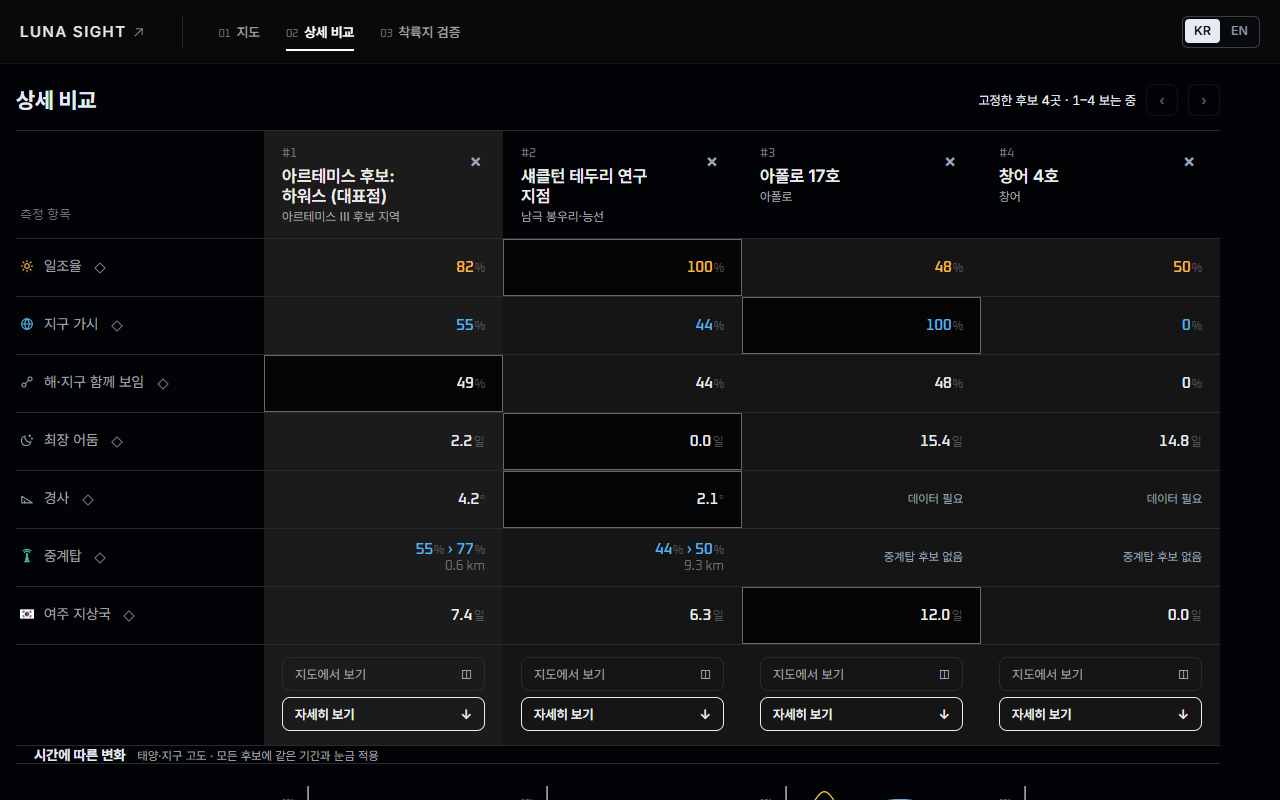 LUNA SIGHT ↗
01 지도
02 상세 비교
03 착륙지 검증
KR EN
상세 비교
고정한 후보 4곳 · 1–4 보는 중
측정 항목
#1
아르테미스 후보:
하워스 (대표점)
아르테미스 III 후보 지역
#2
섀클턴 테두리 연구
지점
남극 봉우리·능선
#3
아폴로 17호
아폴로
#4
창어 4호
창어
일조율 82% 100% 48% 50%
지구 가시 55% 44% 100% 0%
해·지구 함께 보임 49% 44% 48% 0%
최장 어둠 2.2일 0.0일 15.4일 14.8일
경사 4.2° 2.1° 데이터 필요 데이터 필요
중계탑 55% › 77% 44% › 50% 중계탑 후보 없음 중계탑 후보 없음
0.6 km 9.3 km
여주 지상국 7.4일 6.3일 12.0일 0.0일
지도에서 보기 지도에서 보기 지도에서 보기 지도에서 보기
자세히 보기 자세히 보기 자세히 보기 자세히 보기
시간에 따른 변화 태양·지구 고도 · 모든 후보에 같은 기간과 눈금 적용